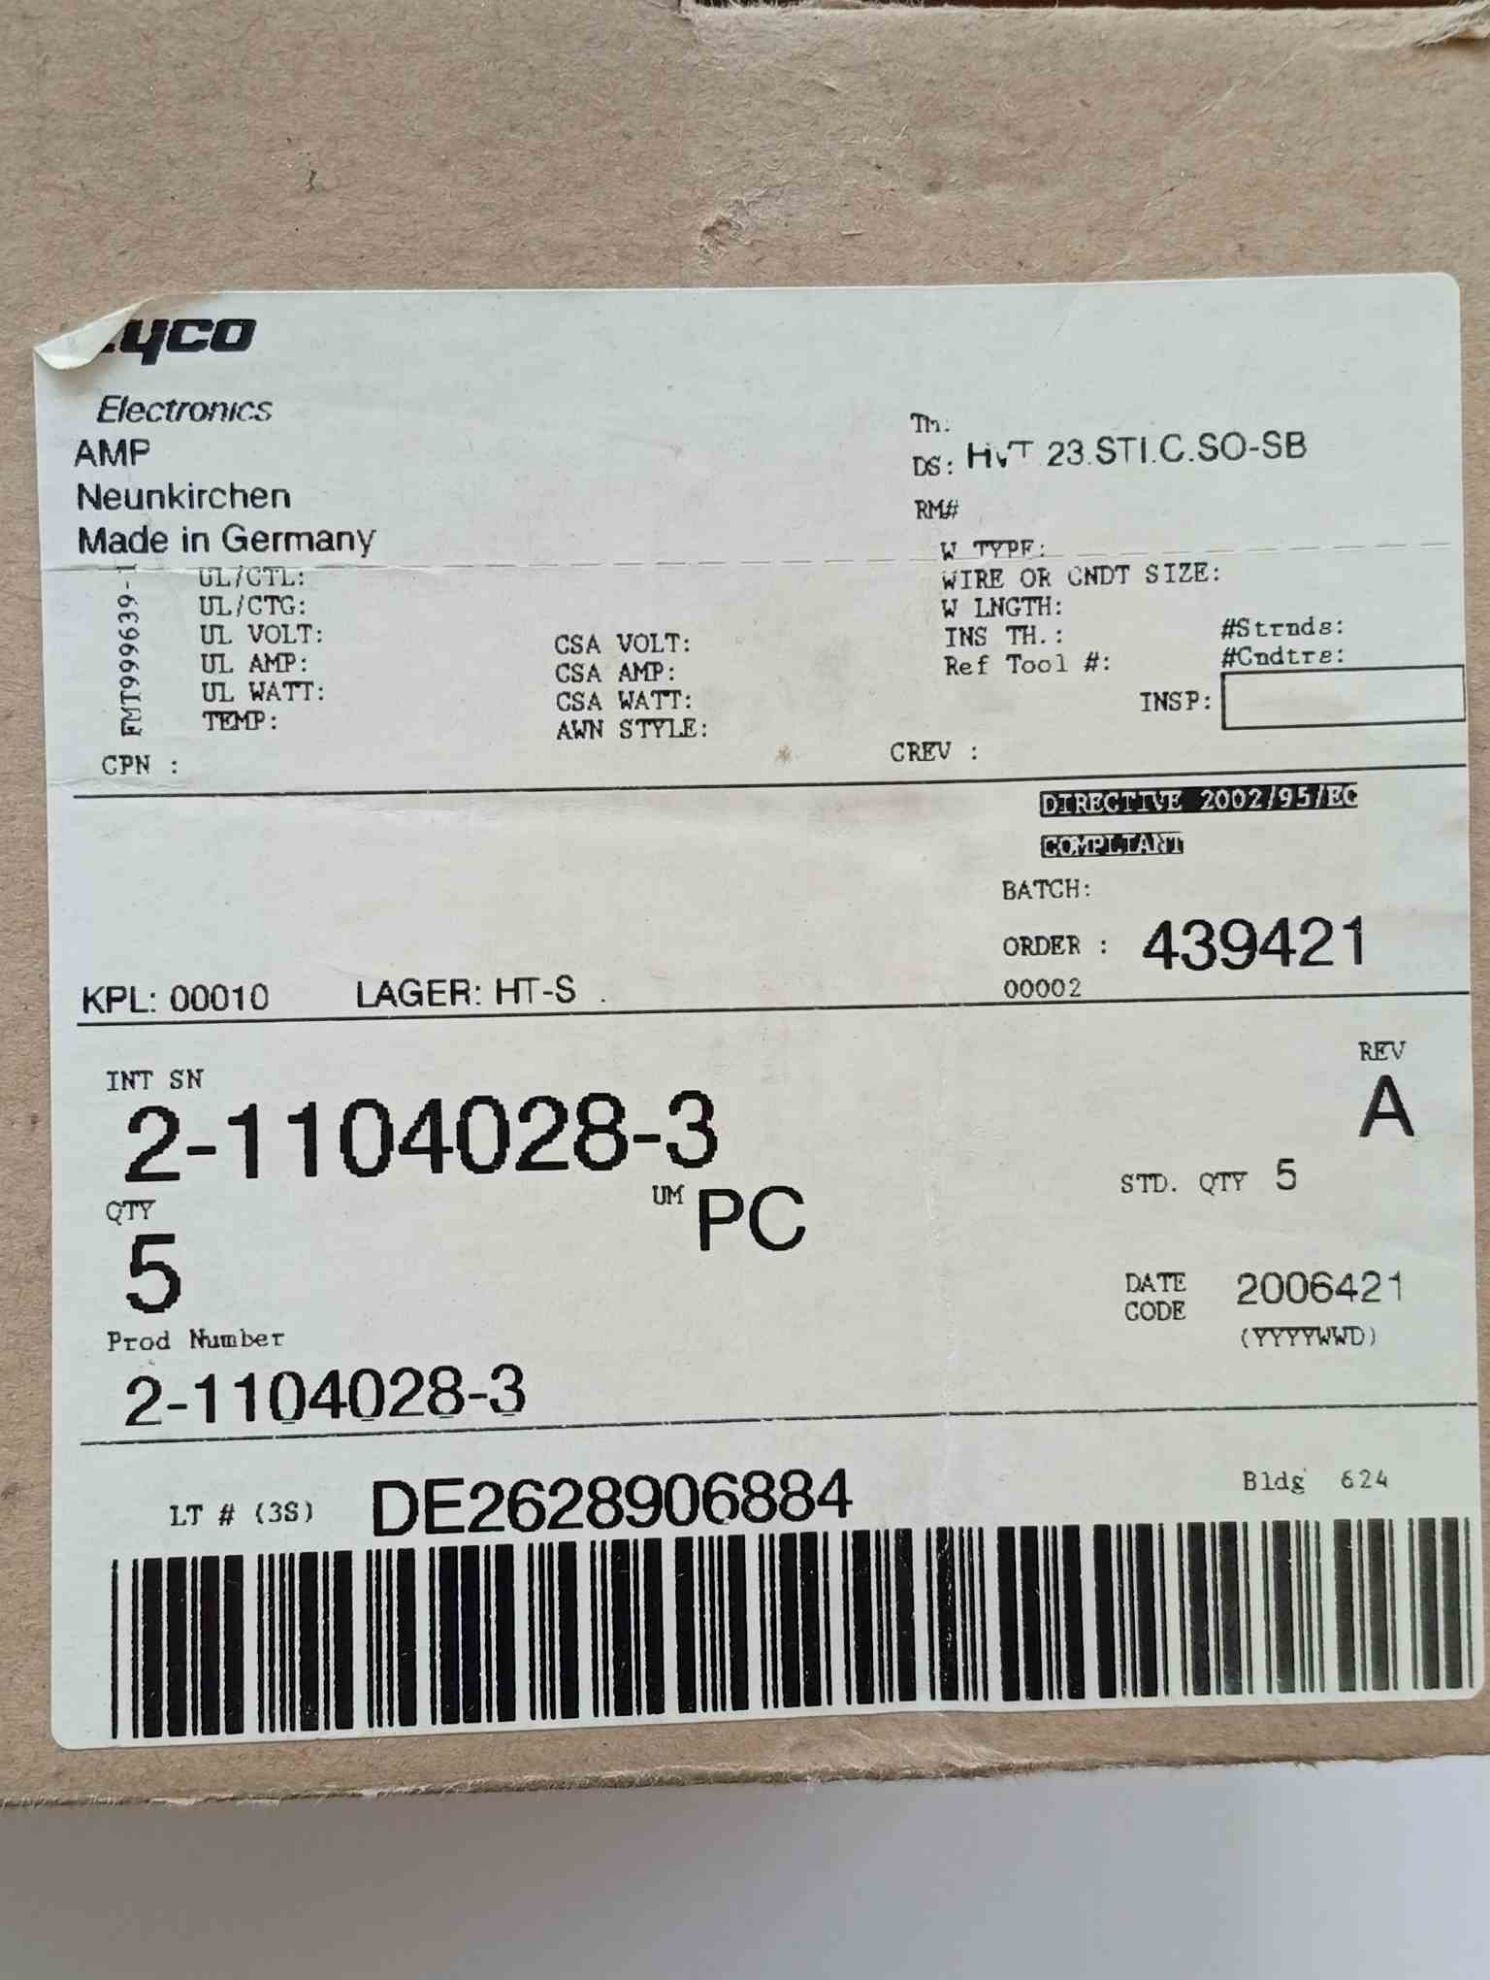 tyco
Electronics
AMP
Neunkirchen
Made in Germany
Th:
DS: HVT 23.STI.C.SO-SB
RM#
W TYPE:
WIRE OR CNDT SIZE:
W LNGTH:
INS TH.: #Strnds:
Ref Tool #: #Cndtrs:
INSP:
FMT999639-1
UL/CTL:
UL/CTG:
UL VOLT: CSA VOLT:
UL AMP: CSA AMP:
UL WATT: CSA WATT:
TEMP: AWN STYLE:
CPN : CREV :
DIRECTIVE 2002/95/EC
COMPLIANT
BATCH:
ORDER : 439421
KPL: 00010 LAGER: HT-S . 00002
INT SN REV
2-1104028-3 A
QTY UM PC STD. QTY 5
5
DATE CODE 2006421
(YYYYWWD)
Prod Number
2-1104028-3
LT # (3S) DE2628906884 Bldg 624